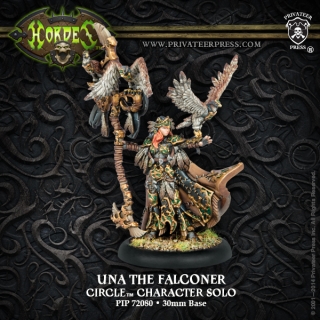 HORDES
WWW.PRIVATEERPRESS.COM
PRIVATEER
PRESS
®
UNA THE FALCONER
CIRCLE™ CHARACTER SOLO
PIP 72080 • 30mm Base